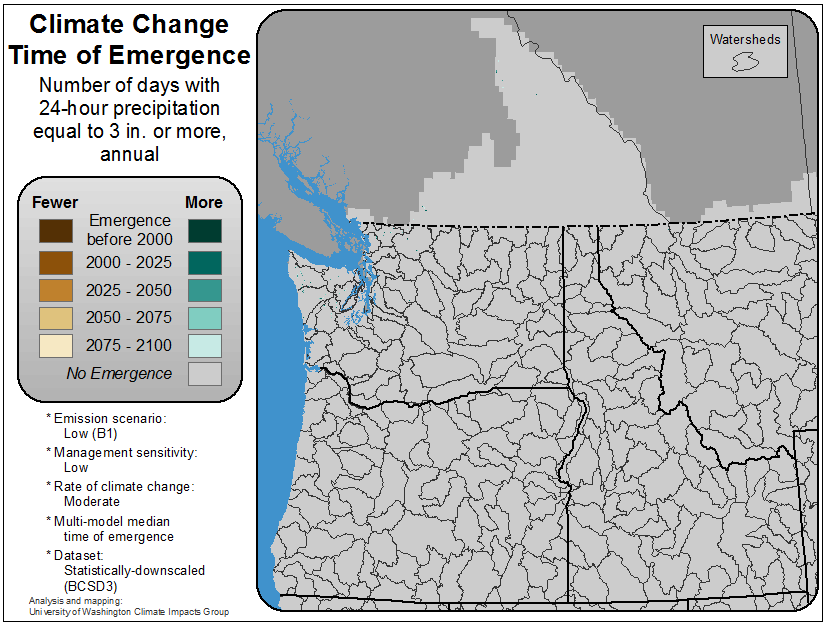 Climate Change
Time of Emergence
Number of days with
24-hour precipitation
equal to 3 in. or more,
annual
Fewer
More
Emergence
before 2000
2000 - 2025
2025 - 2050
2050 - 2075
2075 - 2100
No Emergence
* Emission scenario:
Low (B1)
* Management sensitivity:
Low
* Rate of climate change:
Moderate
* Multi-model median
time of emergence
* Dataset:
Statistically-downscaled
(BCSD3)
Analysis and mapping:
University of Washington Climate Impacts Group
Watersheds